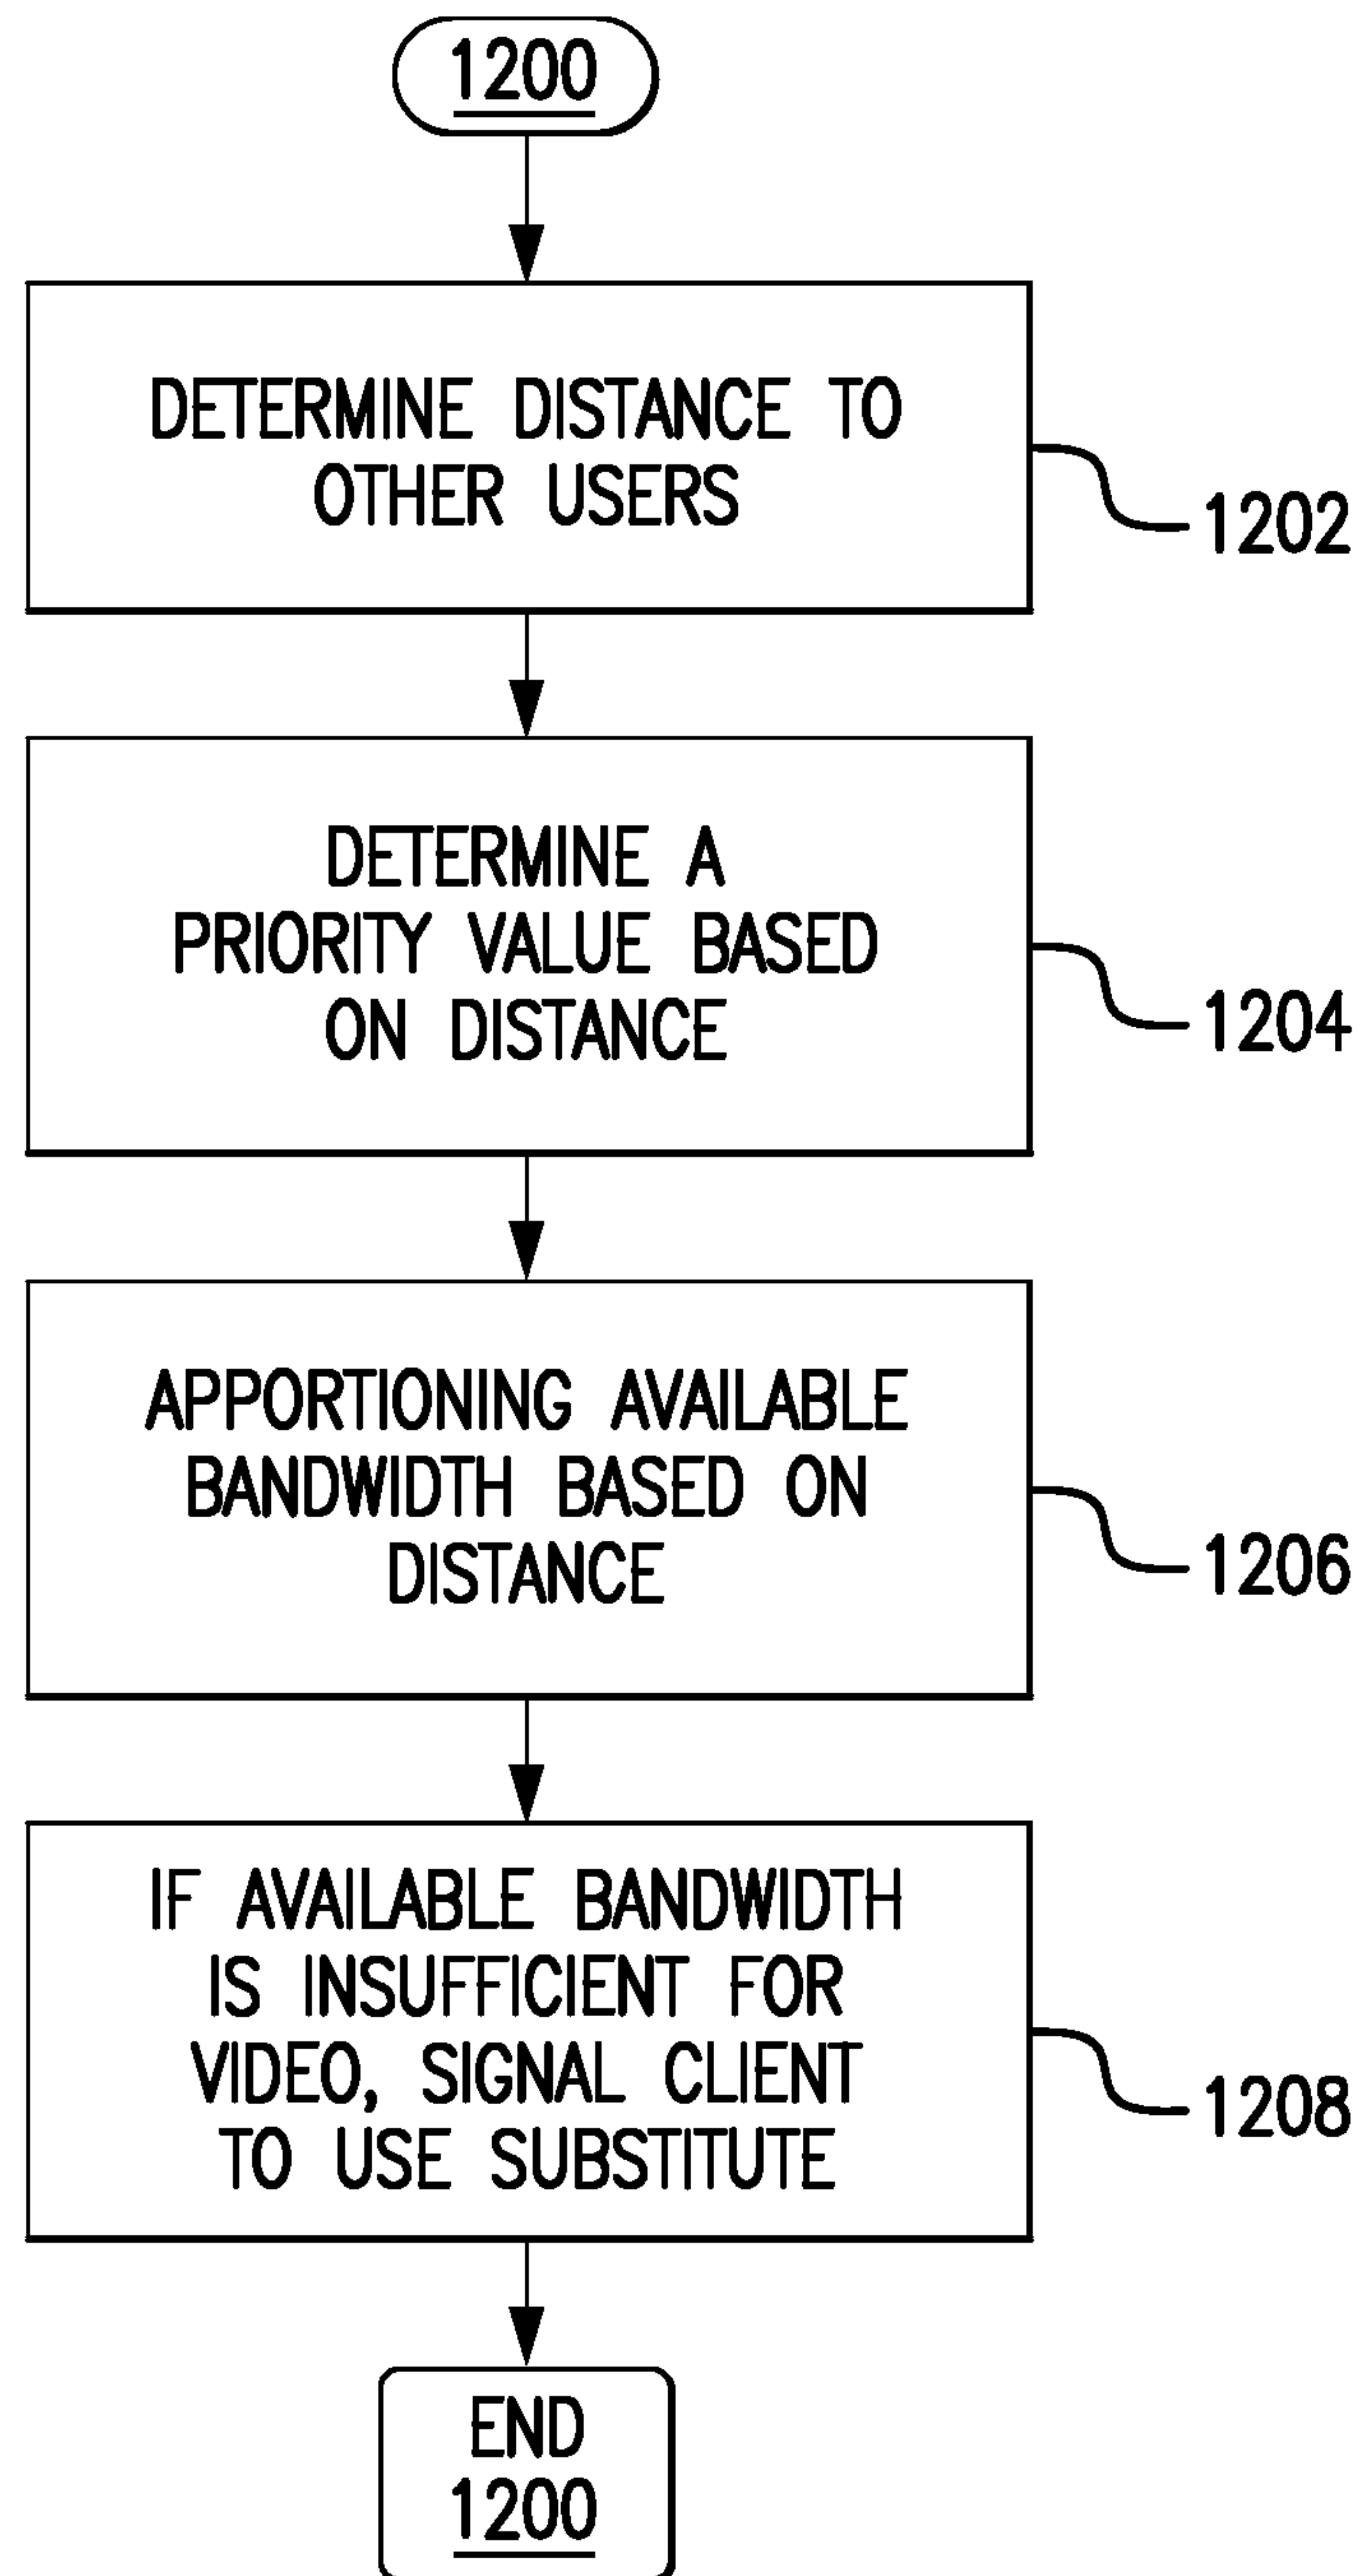 1200
DETERMINE DISTANCE TO
OTHER USERS
1202
DETERMINE A
PRIORITY VALUE BASED
ON DISTANCE
1204
APPORTIONING AVAILABLE
BANDWIDTH BASED ON
DISTANCE
1206
IF AVAILABLE BANDWIDTH
IS INSUFFICIENT FOR
VIDEO, SIGNAL CLIENT
TO USE SUBSTITUTE
1208
END
1200